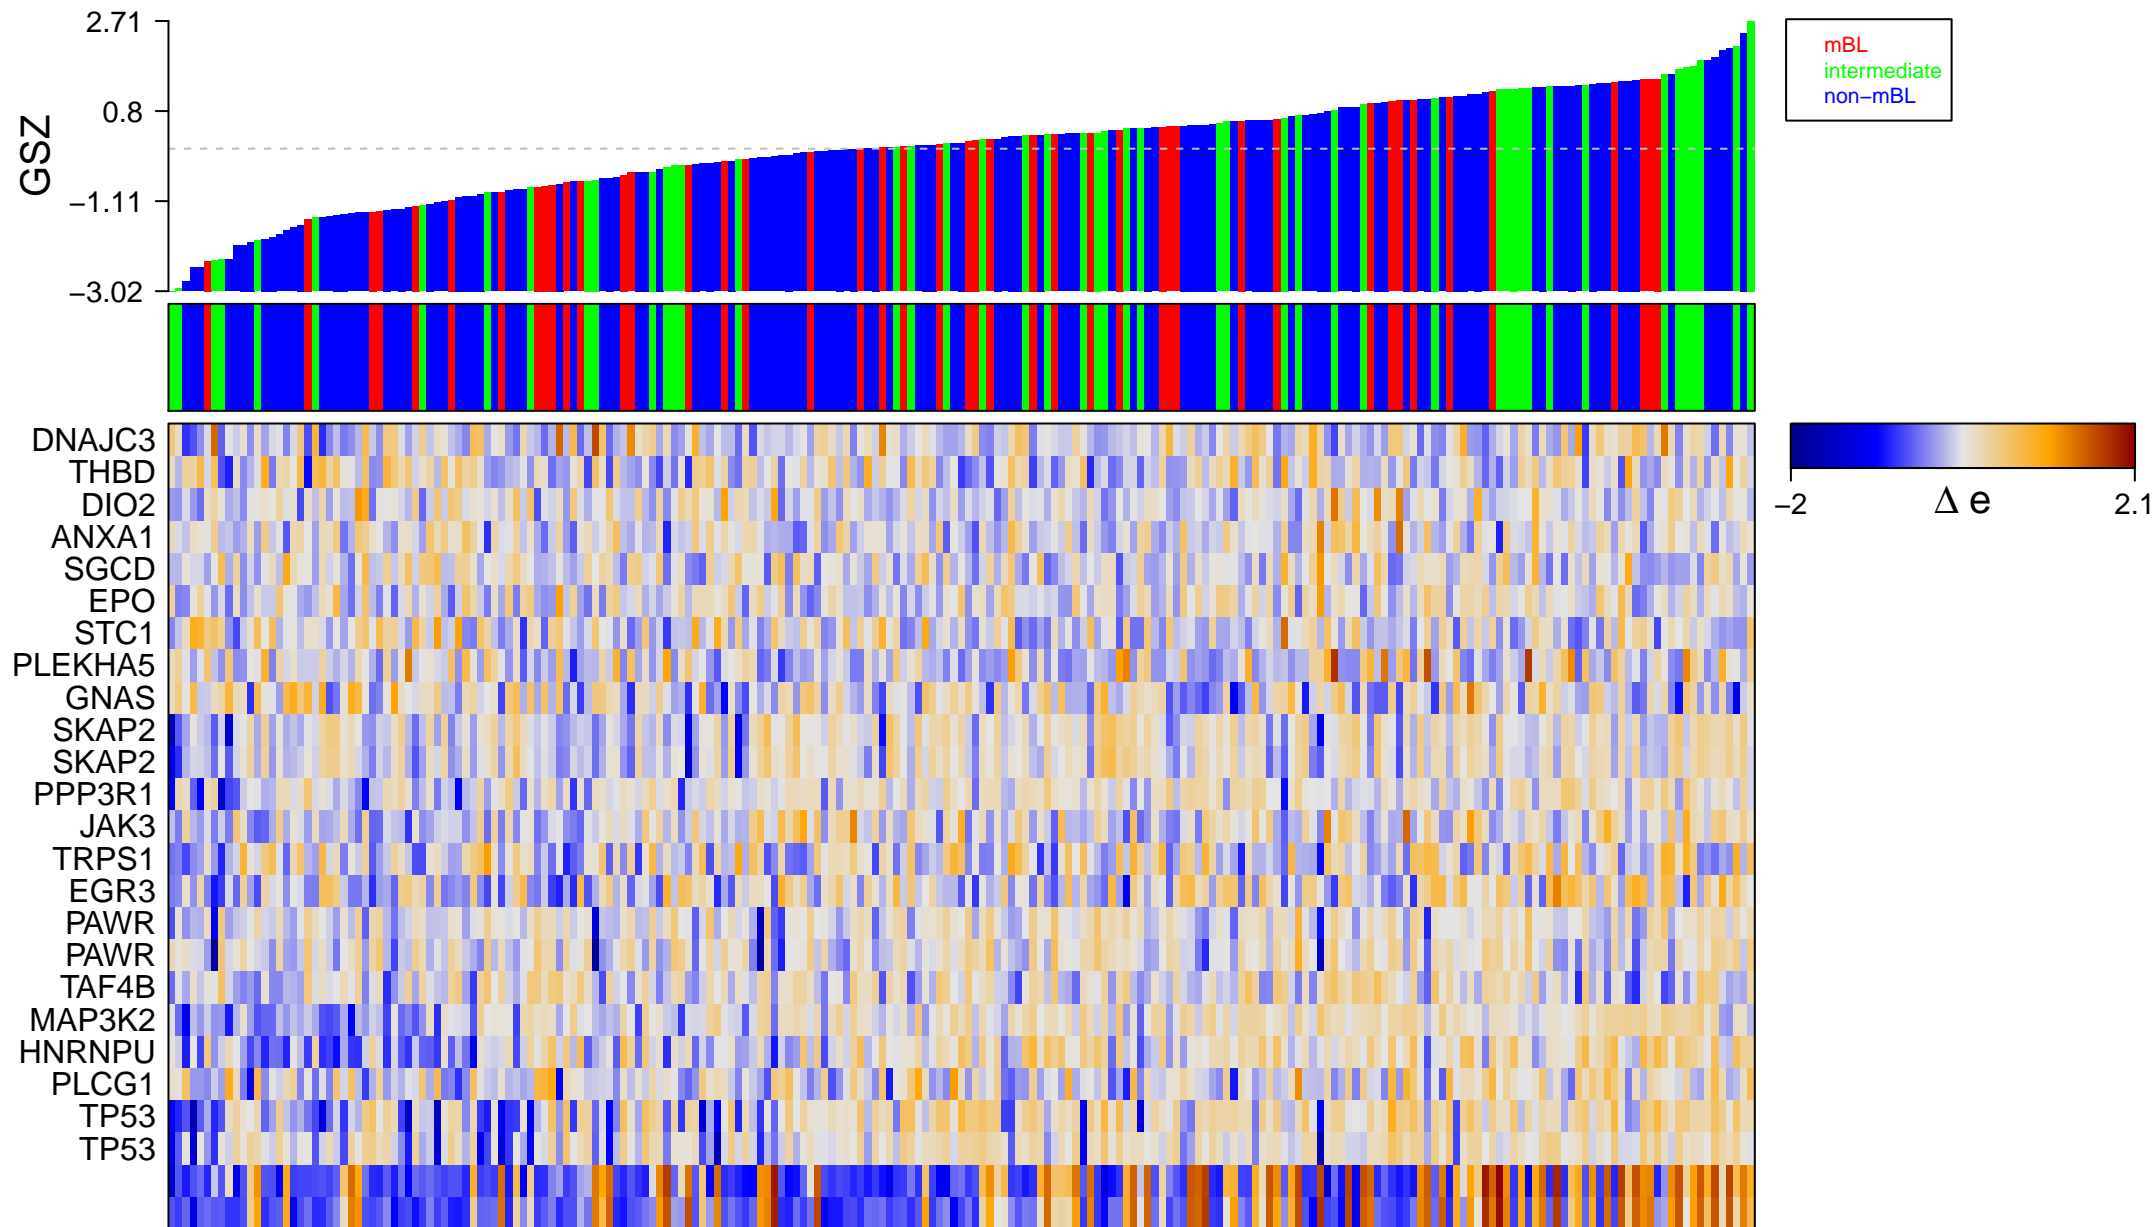 2.71
0.8
−1.11
−3.02
GSZ
mBL
intermediate
non−mBL
DNAJC3
THBD
DIO2
ANXA1
SGCD
EPO
STC1
PLEKHA5
GNAS
SKAP2
SKAP2
PPP3R1
JAK3
TRPS1
EGR3
PAWR
PAWR
TAF4B
MAP3K2
HNRNPU
PLCG1
TP53
TP53
−2
Δ e
2.1